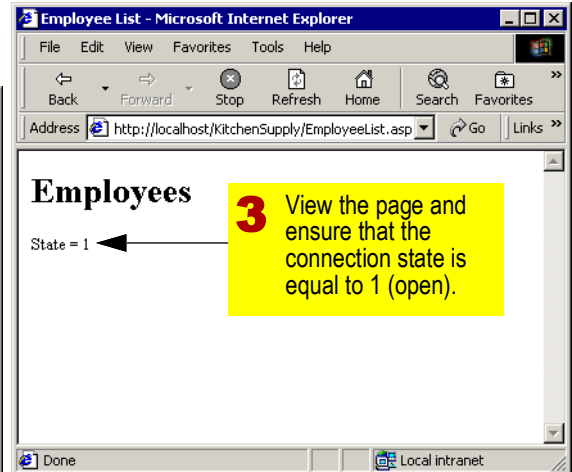 Employee List - Microsoft Internet Explorer
File Edit View Favorites Tools Help
Back Forward Stop Refresh Home Search Favorites »
Address http://localhost/KitchenSupply/EmployeeList.asp Go Links »
Employees
State = 1
3 View the page and
ensure that the
connection state is
equal to 1 (open).
Done Local intranet